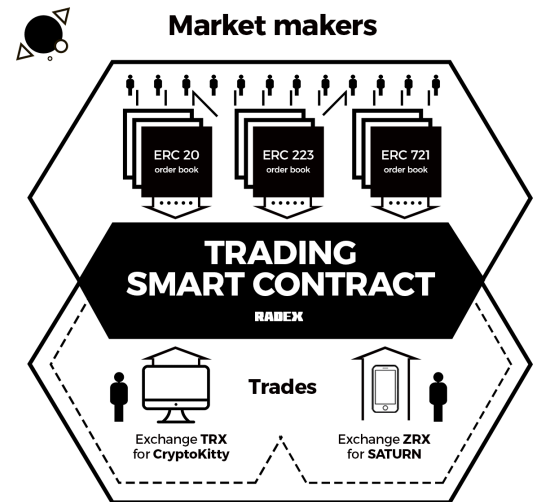 Market makers
ERC 20
order book
ERC 223
order book
ERC 721
order book
TRADING
SMART CONTRACT
RADEX
Trades
Exchange TRX
for CryptoKitty
Exchange ZRX
for SATURN